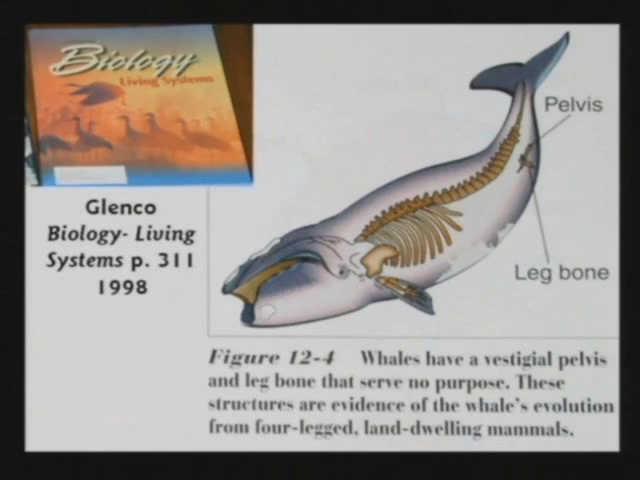 Biology
Living Systems
Glenco
Biology- Living
Systems p. 311
1998
Pelvis
Leg bone
Figure 12-4 Whales have a vestigial pelvis
and leg bone that serve no purpose. These
structures are evidence of the whale's evolution
from four-legged, land-dwelling mammals.